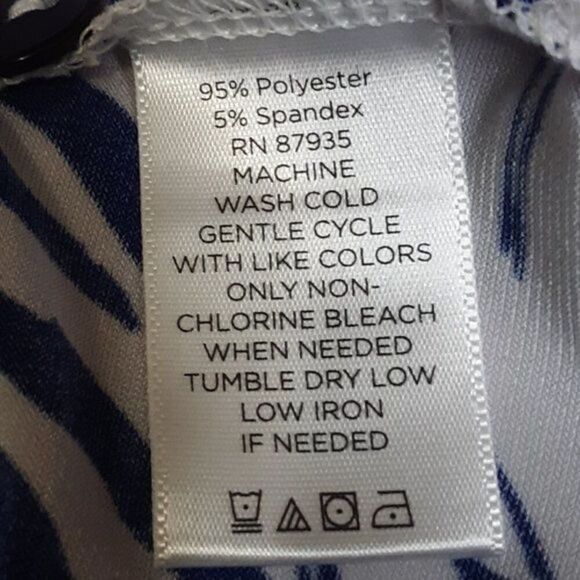 95% Polyester
5% Spandex
RN 87935
MACHINE
WASH COLD
GENTLE CYCLE
WITH LIKE COLORS
ONLY NON-
CHLORINE BLEACH
WHEN NEEDED
TUMBLE DRY LOW
LOW IRON
IF NEEDED